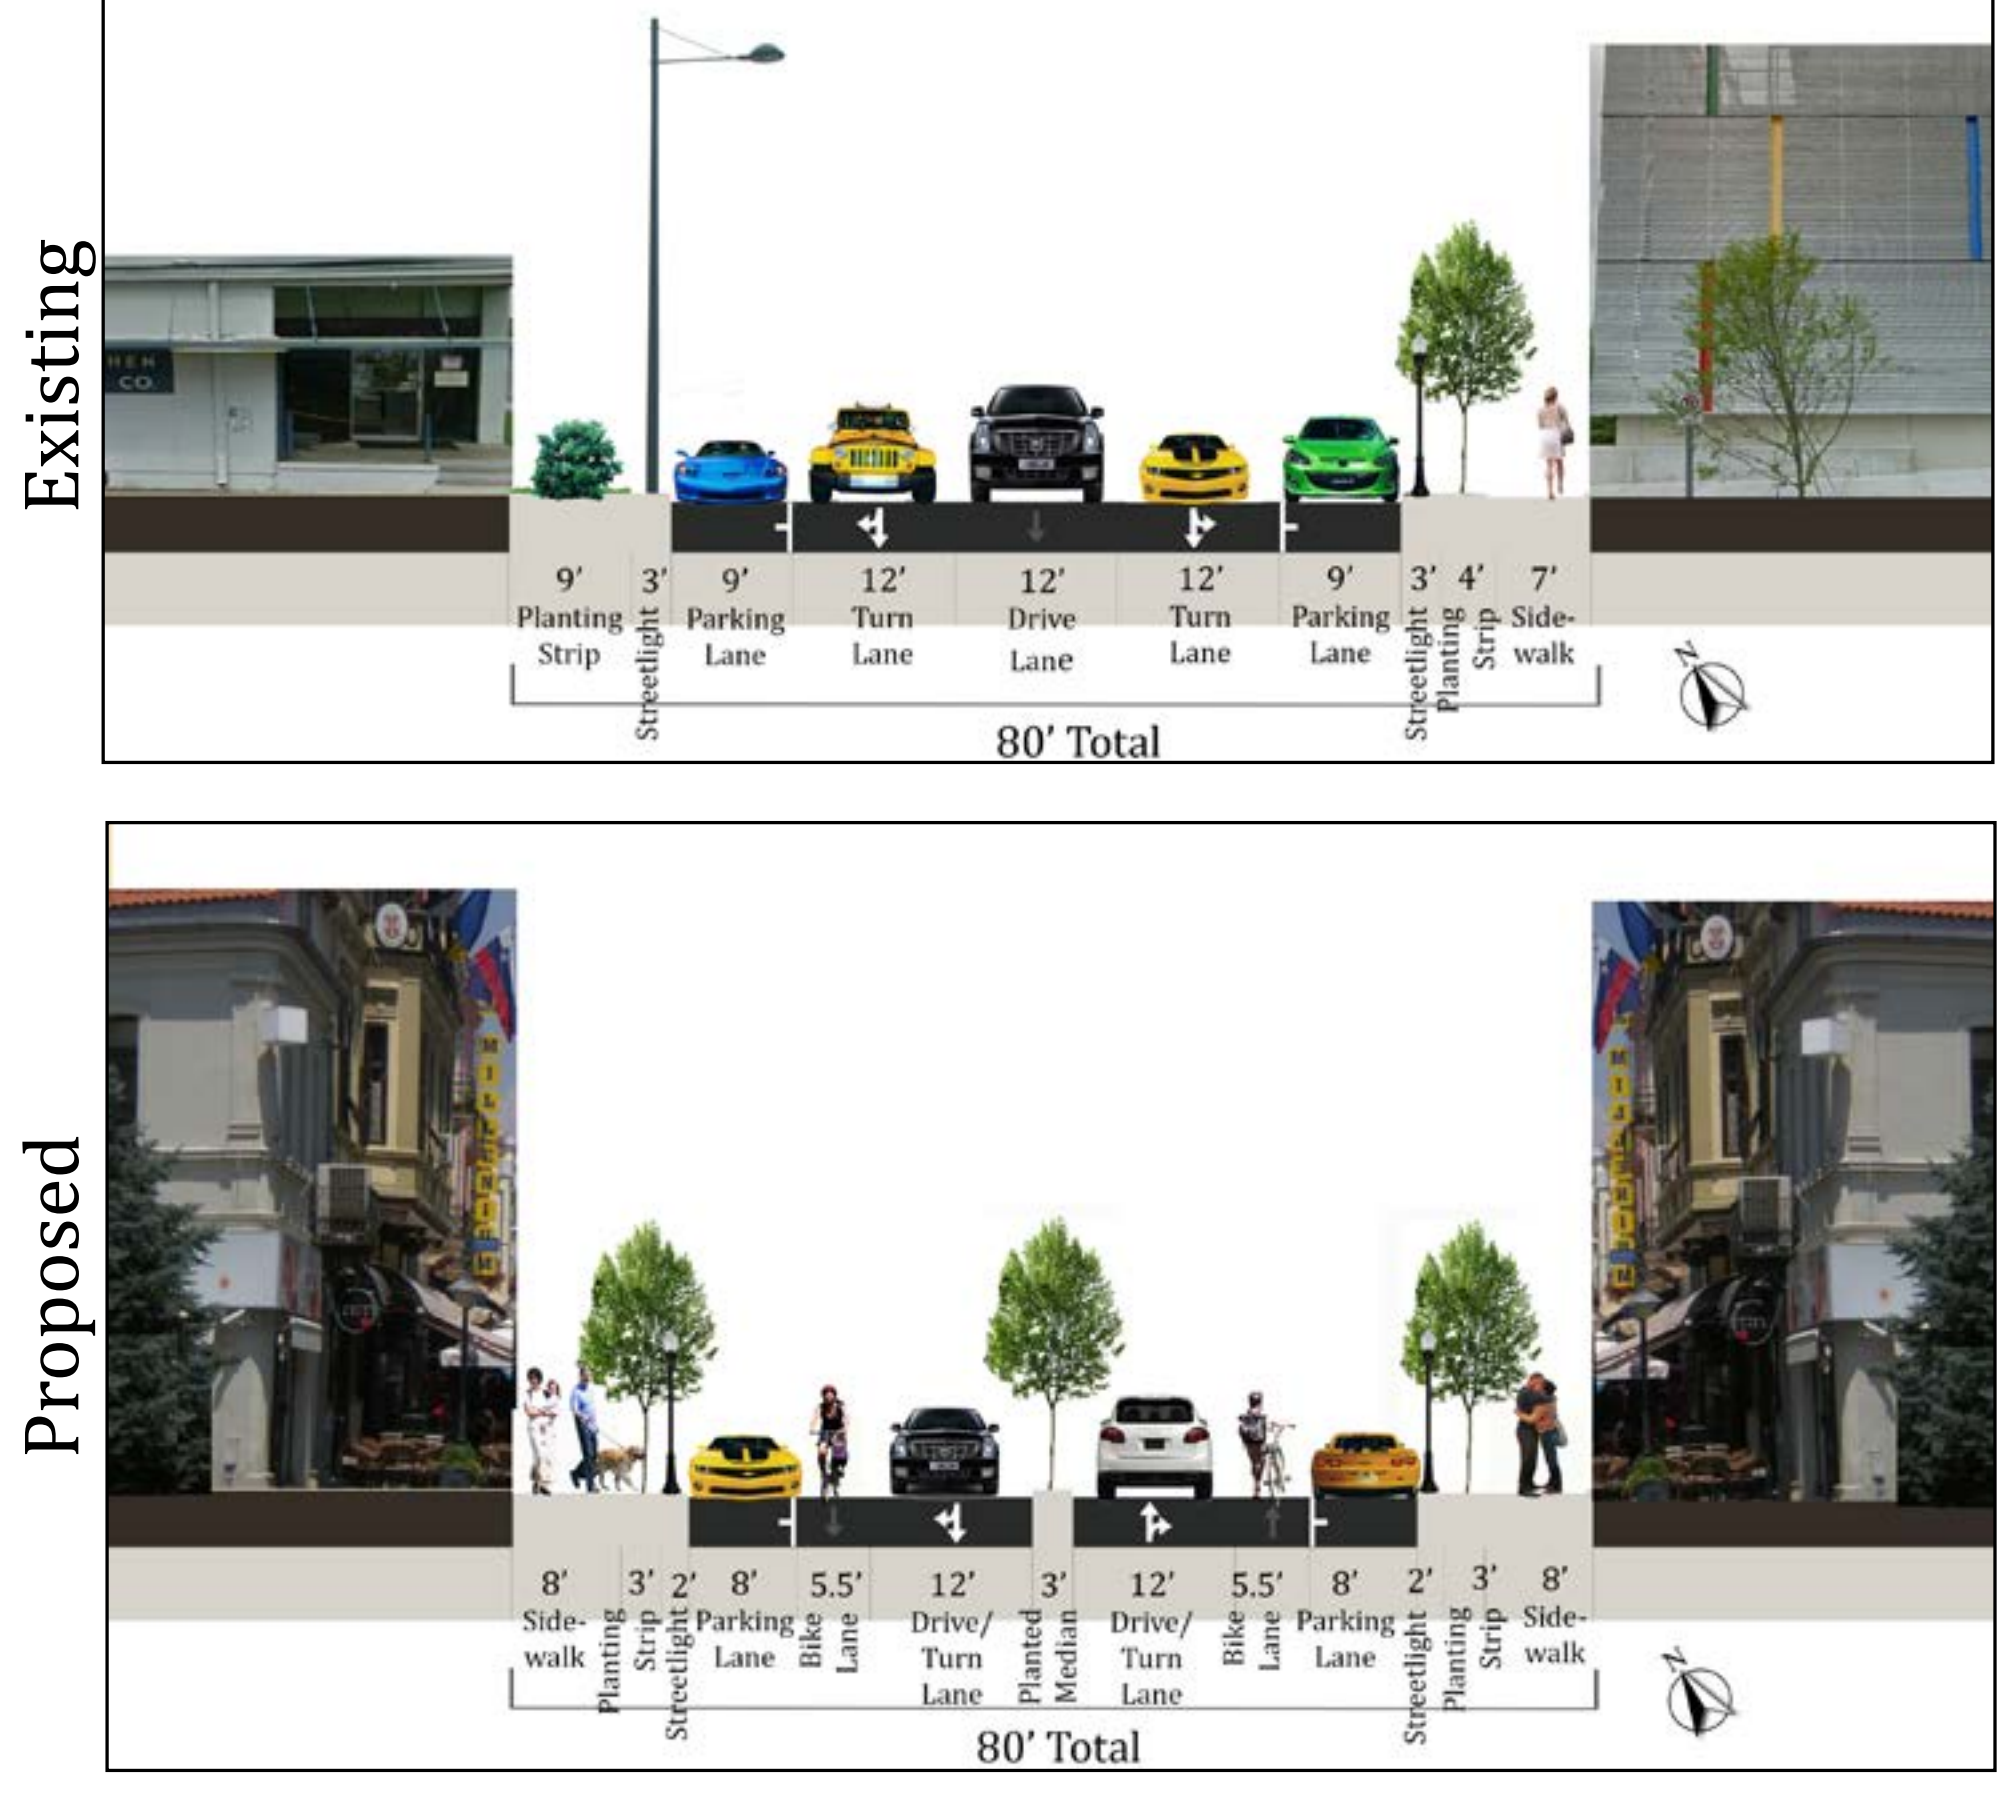 Existing
HEN
CO.
9’ 3’ 9’ 12’ 12’ 12’ 9’ 3’ 4’ 7’
Planting Strip
Streetlight
Parking Lane
Turn Lane
Drive Lane
Turn Lane
Parking Lane
Streetlight
Planting Strip
Side-
walk
N
80’ Total
Proposed
8’ 3’ 2’ 8’ 5.5’ 12’ 3’ 12’ 5.5’ 8’ 2’ 3’ 8’
Side-
walk
Planting Strip
Streetlight
Parking Lane
Bike Lane
Drive/
Turn
Lane
Planted Median
Drive/
Turn
Lane
Bike Lane
Parking Lane
Streetlight
Planting Strip
Side-
walk
N
80’ Total